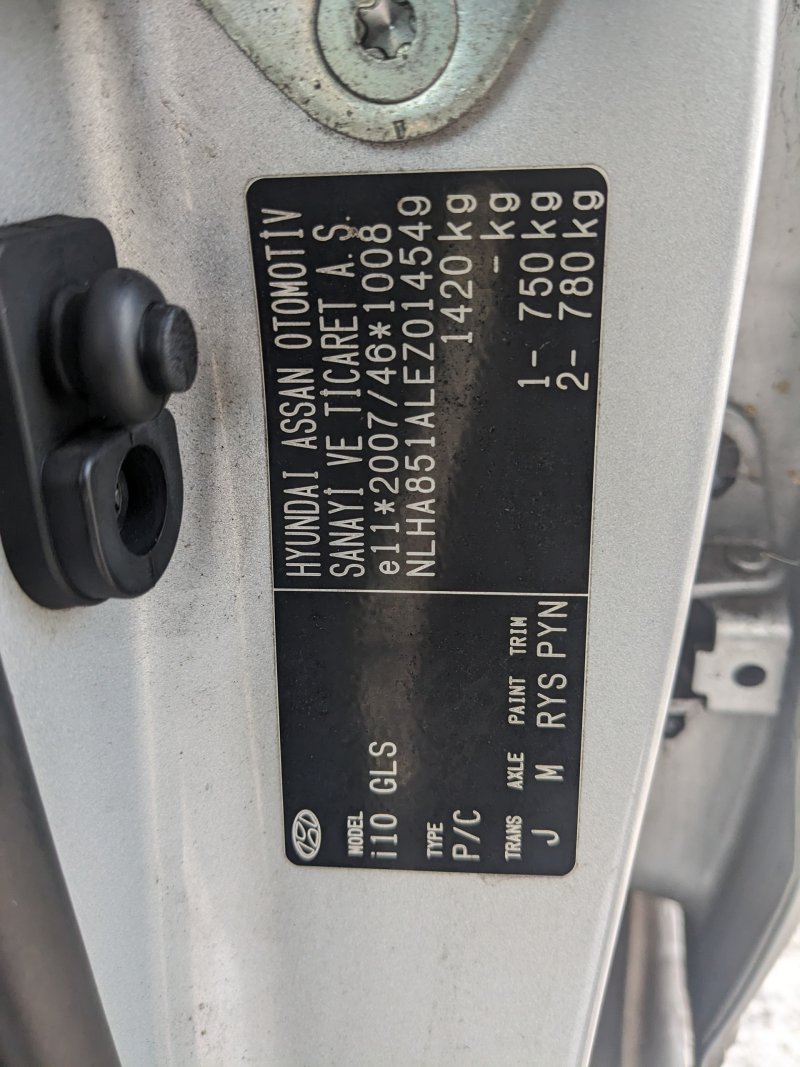 HYUNDAI ASSAN OTOMOTİV
SANAYİ VE TİCARET A.S.
e11*2007/46*1008
NLHA851ALEZ014549
1420 kg
- kg
1- 750 kg
2- 780 kg
MODEL
i10 GLS
TYPE
P/C
TRANS AXLE PAINT TRIM
J M RYS PYN